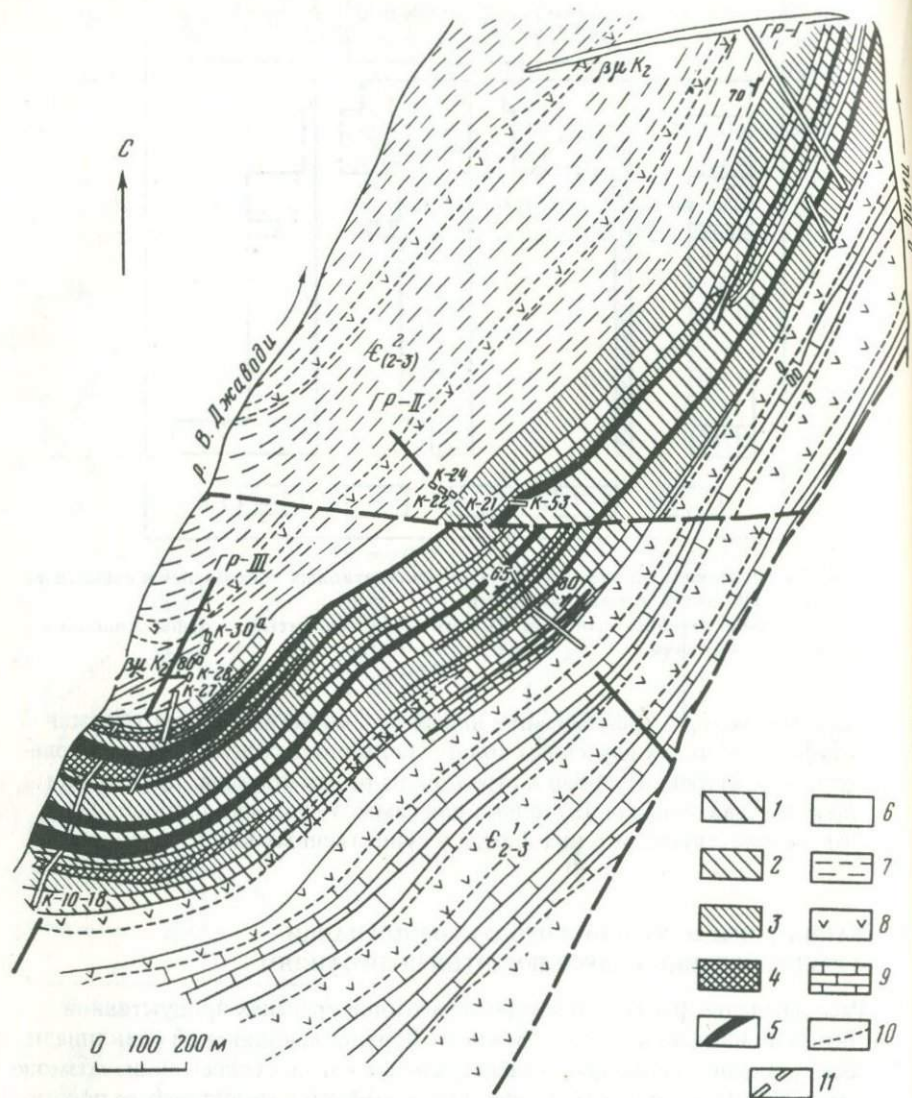 ГР-I
βμK₂
70
С
Є²₍₂₋₃₎
р. В. Джаводи
ГР-II
К-24
К-22
К-21
К-53
ГР-III
65
80
К-30ᵃ
βμK₂
80
К-28
К-27
Є¹₂₋₃
К-10-18
0 100 200 м
1 6
2 7
3 8
4 9
5 10
11